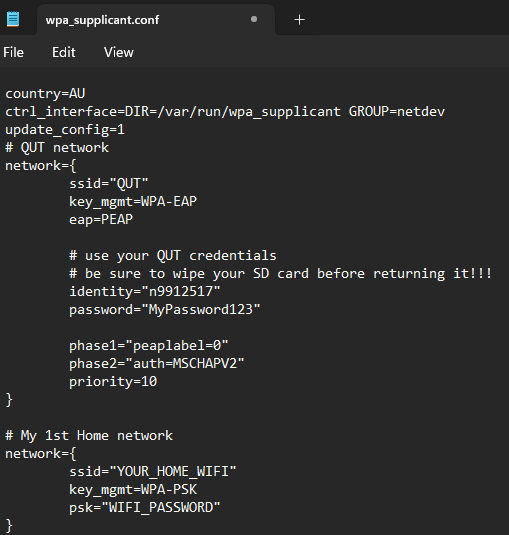 wpa_supplicant.conf
File Edit View
country=AU
ctrl_interface=DIR=/var/run/wpa_supplicant GROUP=netdev
update_config=1
# QUT network
network={
ssid="QUT"
key_mgmt=WPA-EAP
eap=PEAP
# use your QUT credentials
# be sure to wipe your SD card before returning it!!!
identity="n9912517"
password="MyPassword123"
phase1="peaplabel=0"
phase2="auth=MSCHAPV2"
priority=10
}
# My 1st Home network
network={
ssid="YOUR_HOME_WIFI"
key_mgmt=WPA-PSK
psk="WIFI_PASSWORD"
}